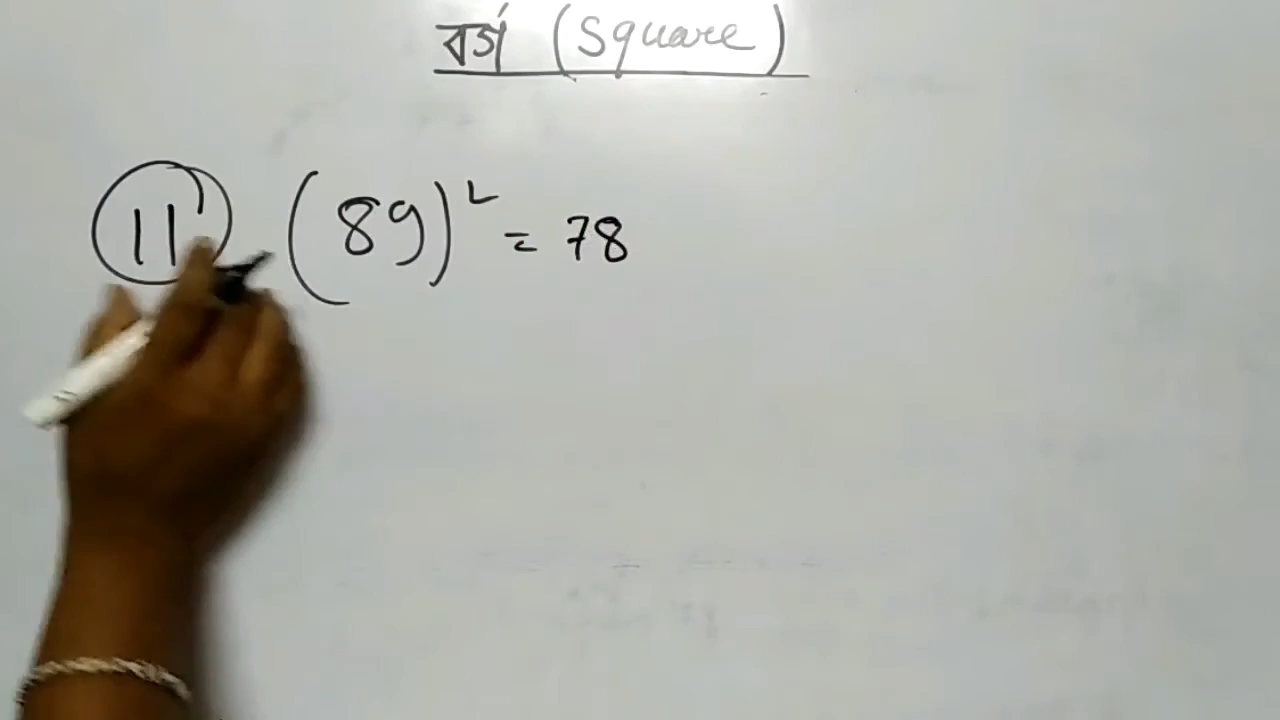 বর্গ (Square)
11' (89)² = 78